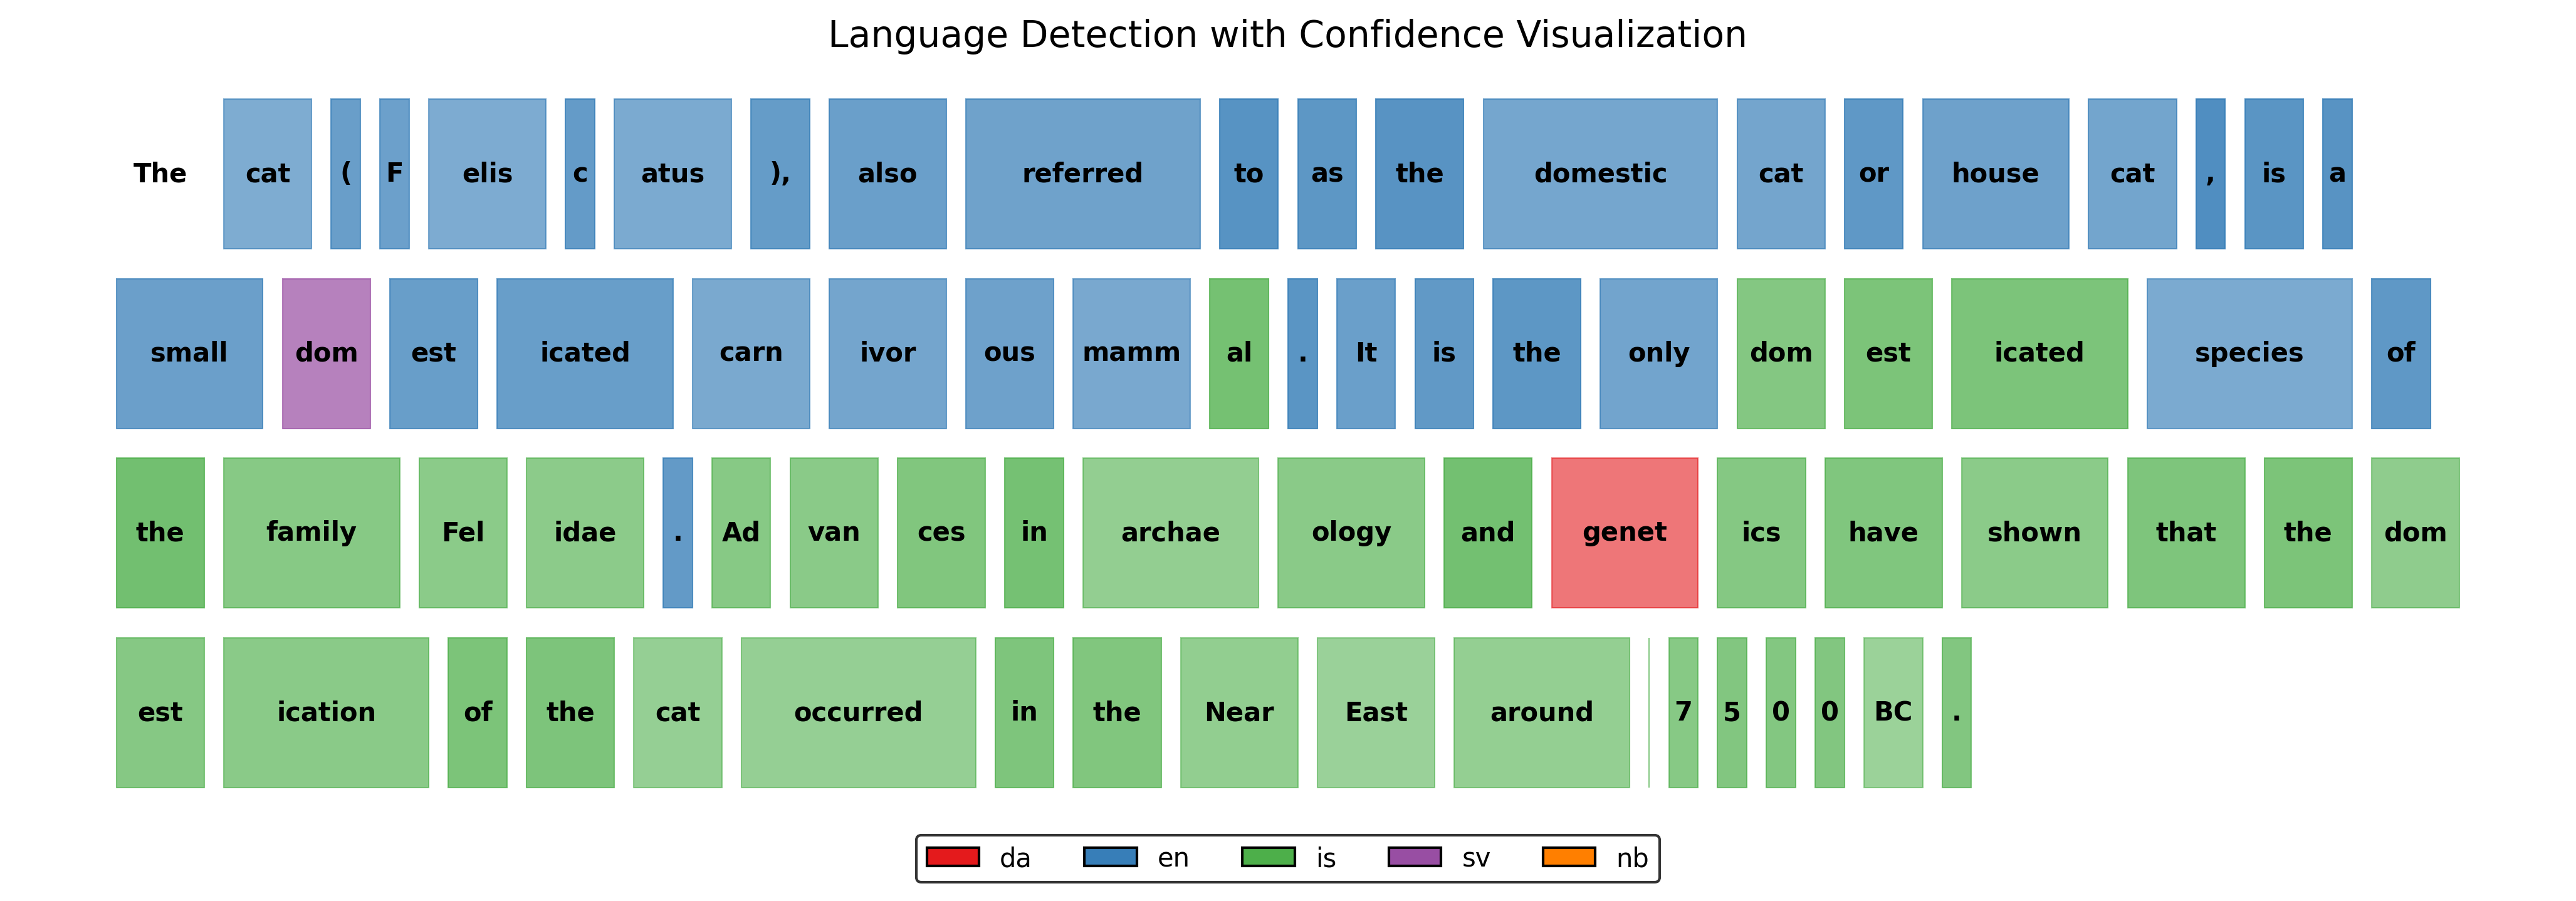 Language Detection with Confidence Visualization
The cat ( F elis c atus ), also referred to as the domestic cat or house cat , is a
small dom est icated carn ivor ous mamm al . It is the only dom est icated species of
the family Fel idae . Ad van ces in archae ology and genet ics have shown that the dom
est ication of the cat occurred in the Near East around 7 5 0 0 BC .
da en is sv nb